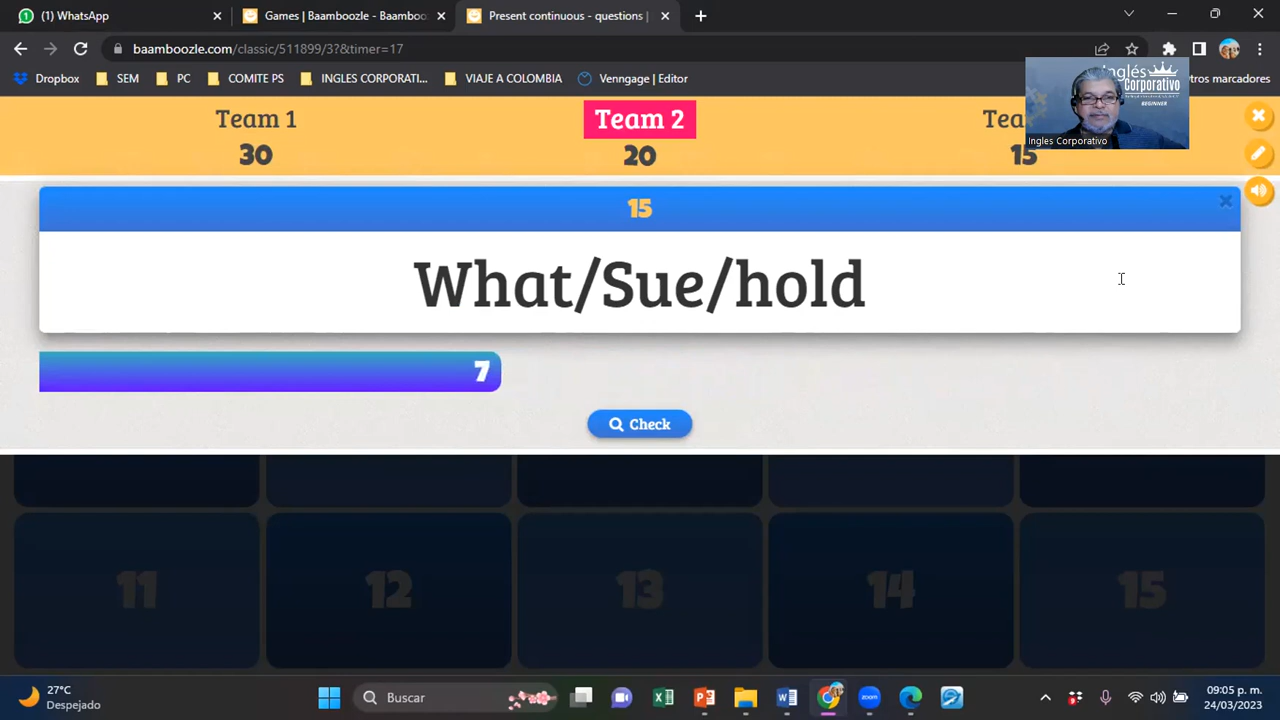 (1) WhatsApp
Games | Baamboozle - Baamboo
Present continuous - questions |
baamboozle.com/classic/511899/3?&timer=17
Dropbox
SEM
PC
COMITE PS
INGLES CORPORATI...
VIAJE A COLOMBIA
Venngage | Editor
tros marcadores
Inglés
Corporativo
BEGINNER
Ingles Corporativo
Team 1
30
Team 2
20
Tea
15
15
What/Sue/hold
7
Check
11
12
13
14
15
27°C
Despejado
Buscar
09:05 p. m.
24/03/2023